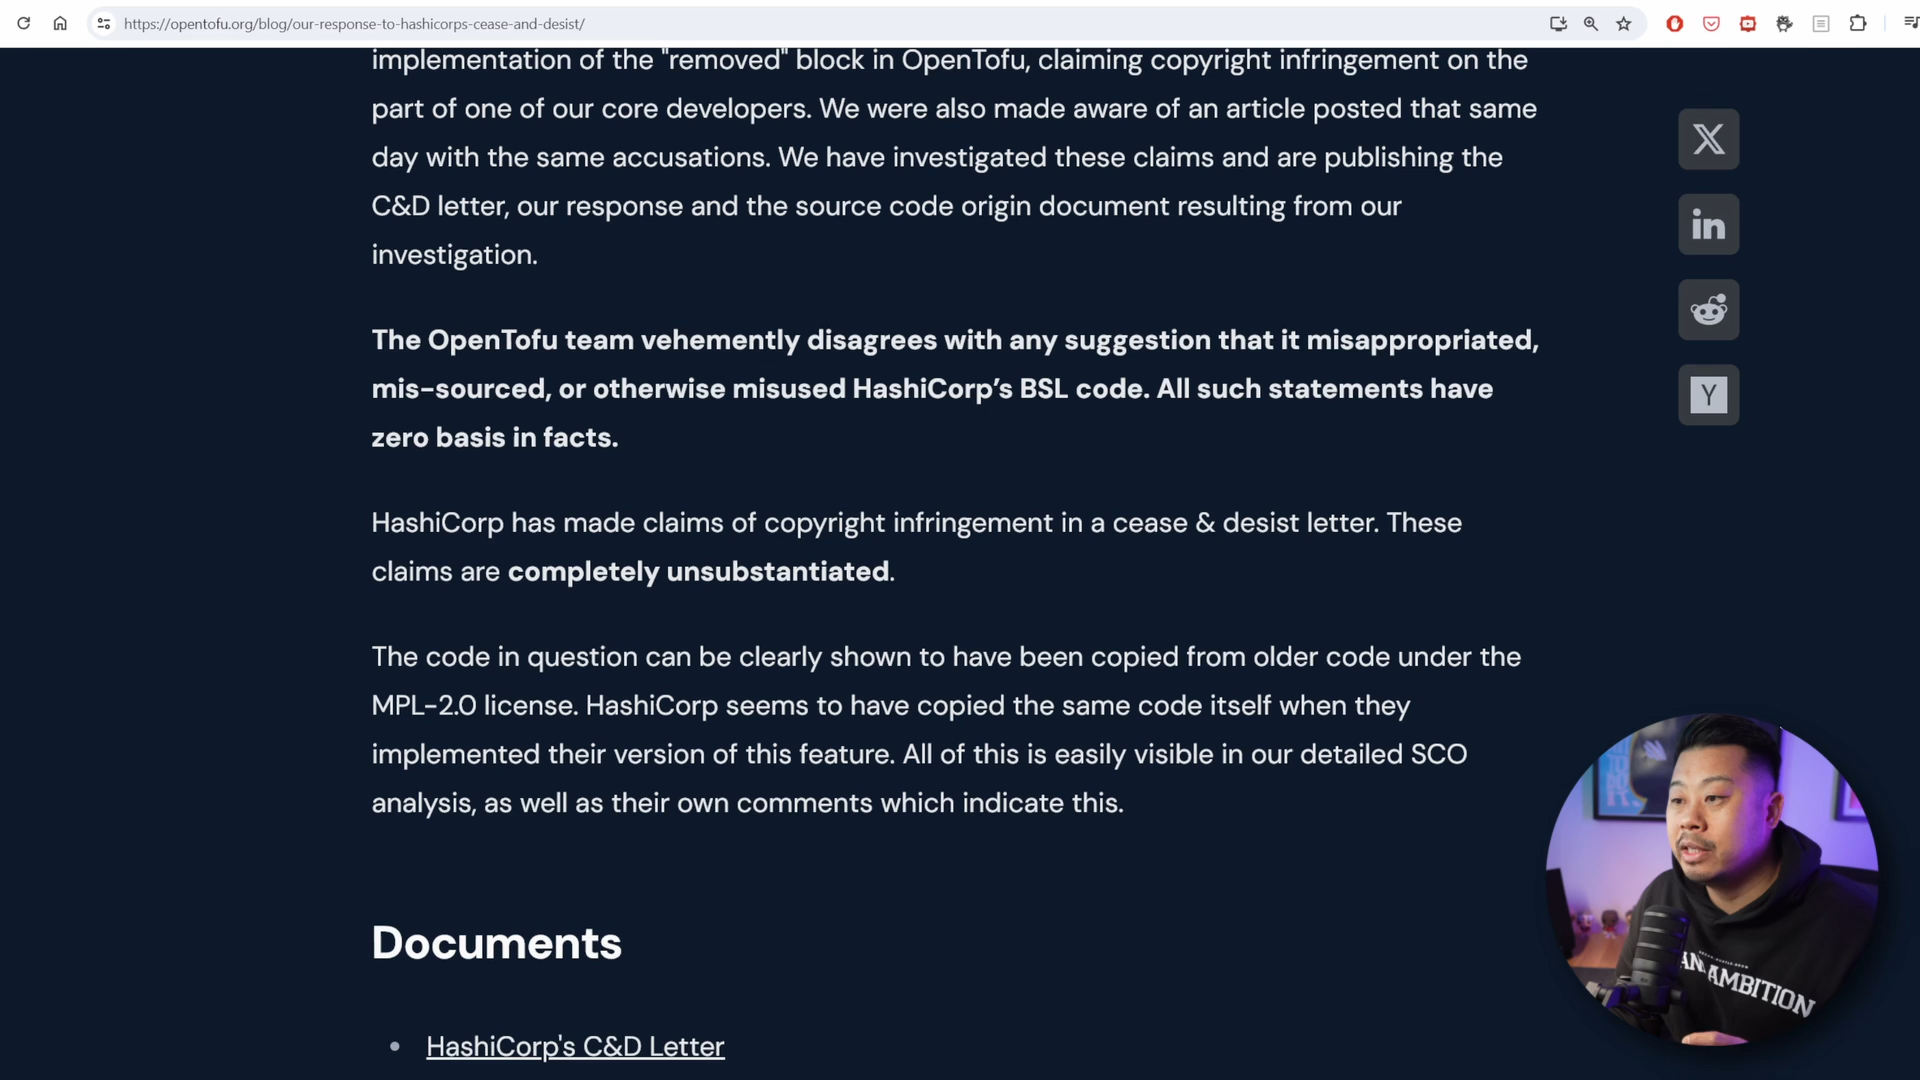 https://opentofu.org/blog/our-response-to-hashicorps-cease-and-desist/
implementation of the "removed" block in OpenTofu, claiming copyright infringement on the
part of one of our core developers. We were also made aware of an article posted that same
day with the same accusations. We have investigated these claims and are publishing the
C&D letter, our response and the source code origin document resulting from our
investigation.
The OpenTofu team vehemently disagrees with any suggestion that it misappropriated,
mis-sourced, or otherwise misused HashiCorp’s BSL code. All such statements have
zero basis in facts.
HashiCorp has made claims of copyright infringement in a cease & desist letter. These
claims are completely unsubstantiated.
The code in question can be clearly shown to have been copied from older code under the
MPL-2.0 license. HashiCorp seems to have copied the same code itself when they
implemented their version of this feature. All of this is easily visible in our detailed SCO
analysis, as well as their own comments which indicate this.
Documents
• HashiCorp's C&D Letter
X
in
Y
AMBITION